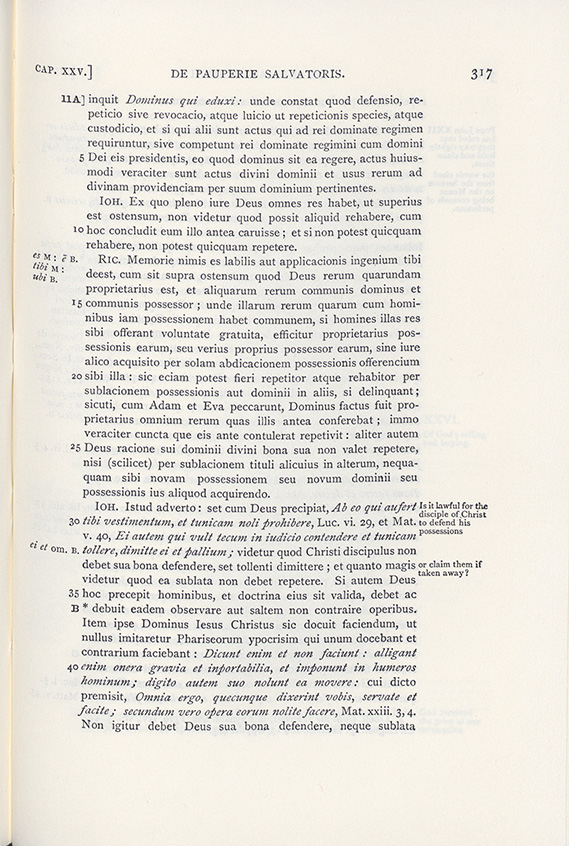 CAP. XXV.] DE PAUPERIE SALVATORIS. 317
11A] inquit Dominus qui eduxi: unde constat quod defensio, re-
peticio sive revocacio, atque luicio ut repeticionis species, atque
custodicio, et si qui alii sunt actus qui ad rei dominate regimen
requiruntur, sive competunt rei dominate regimini cum domini
5 Dei eis presidentis, eo quod dominus sit ea regere, actus huius-
modi veraciter sunt actus divini dominii et usus rerum ad
divinam providenciam per suum dominium pertinentes.
IOH. Ex quo pleno iure Deus omnes res habet, ut superius
est ostensum, non videtur quod possit aliquid rehabere, cum
10 hoc concludit eum illo antea caruisse; et si non potest quicquam
rehabere, non potest quicquam repetere.
es M: ē B. RIC. Memorie nimis es labilis aut applicacionis ingenium tibi
tibi M:
ubi B. deest, cum sit supra ostensum quod Deus rerum quarundam
proprietarius est, et aliquarum rerum communis dominus et
15 communis possessor; unde illarum rerum quarum cum homi-
nibus iam possessionem habet communem, si homines illas res
sibi offerant voluntate gratuita, efficitur proprietarius pos-
sessionis earum, seu verius proprius possessor earum, sine iure
alico acquisito per solam abdicacionem possessionis offerencium
20 sibi illa: sic eciam potest fieri repetitor atque rehabitor per
sublacionem possessionis aut dominii in aliis, si delinquant;
sicuti, cum Adam et Eva peccarunt, Dominus factus fuit pro-
prietarius omnium rerum quas illis antea conferebat; immo
veraciter cuncta que eis ante contulerat repetivit: aliter autem
25 Deus racione sui dominii divini bona sua non valet repetere,
nisi (scilicet) per sublacionem tituli alicuius in alterum, nequa-
quam sibi novam possessionem seu novum dominii seu
possessionis ius aliquod acquirendo.
IOH. Istud adverto: set cum Deus precipiat, Ab eo qui aufert Is it lawful for the
disciple of Christ
30 tibi vestimentum, et tunicam noli prohibere, Luc. vi. 29, et Mat. to defend his
possessions
v. 40, Ei autem qui vult tecum in iudicio contendere et tunicam
ei et om. B. tollere, dimitte ei et pallium; videtur quod Christi discipulus non
debet sua bona defendere, set tollenti dimittere; et quanto magis or claim them if
taken away?
videtur quod ea sublata non debet repetere. Si autem Deus
35 hoc precepit hominibus, et doctrina eius sit valida, debet ac
B * debuit eadem observare aut saltem non contraire operibus.
Item ipse Dominus Iesus Christus sic docuit faciendum, ut
nullus imitaretur Phariseorum ypocrisim qui unum docebant et
contrarium faciebant: Dicunt enim et non faciunt: alligant
40 enim onera gravia et inportabilia, et imponunt in humeros
hominum; digito autem suo nolunt ea movere: cui dicto
premisit, Omnia ergo, quecunque dixerint vobis, servate et
facite; secundum vero opera eorum nolite facere, Mat. xxiii. 3, 4.
Non igitur debet Deus sua bona defendere, neque sublata